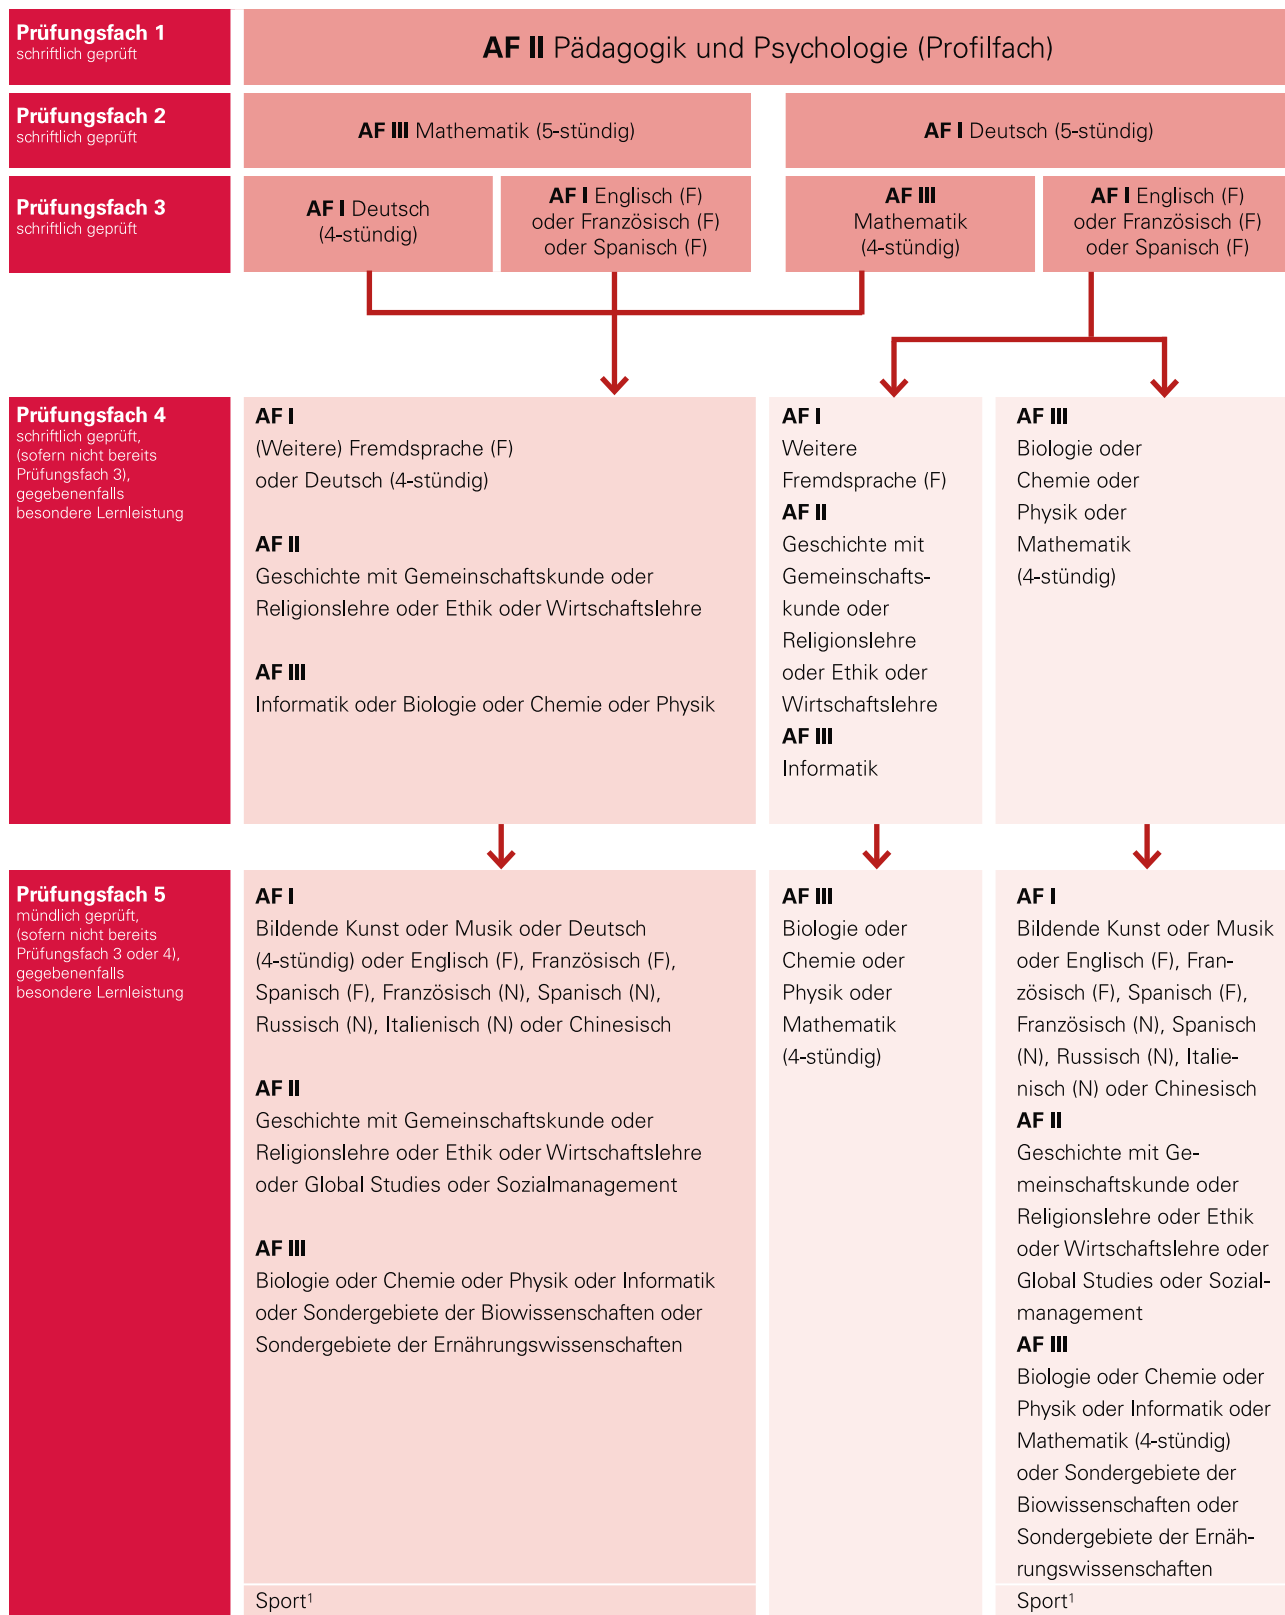 Prüfungsfach 1
schriftlich geprüft
AF II Pädagogik und Psychologie (Profilfach)
Prüfungsfach 2
schriftlich geprüft
AF III Mathematik (5-stündig)
AF I Deutsch (5-stündig)
Prüfungsfach 3
schriftlich geprüft
AF I Deutsch
(4-stündig)
AF I Englisch (F)
oder Französisch (F)
oder Spanisch (F)
AF III
Mathematik
(4-stündig)
AF I Englisch (F)
oder Französisch (F)
oder Spanisch (F)
Prüfungsfach 4
schriftlich geprüft,
(sofern nicht bereits
Prüfungsfach 3),
gegebenenfalls
besondere Lernleistung
AF I
(Weitere) Fremdsprache (F)
oder Deutsch (4-stündig)
AF II
Geschichte mit Gemeinschaftskunde oder
Religionslehre oder Ethik oder Wirtschaftslehre
AF III
Informatik oder Biologie oder Chemie oder Physik
AF I
Weitere
Fremdsprache (F)
AF II
Geschichte mit
Gemeinschafts-
kunde oder
Religionslehre
oder Ethik oder
Wirtschaftslehre
AF III
Informatik
AF III
Biologie oder
Chemie oder
Physik oder
Mathematik
(4-stündig)
Prüfungsfach 5
mündlich geprüft,
(sofern nicht bereits
Prüfungsfach 3 oder 4),
gegebenenfalls
besondere Lernleistung
AF I
Bildende Kunst oder Musik oder Deutsch
(4-stündig) oder Englisch (F), Französisch (F),
Spanisch (F), Französisch (N), Spanisch (N),
Russisch (N), Italienisch (N) oder Chinesisch
AF II
Geschichte mit Gemeinschaftskunde oder
Religionslehre oder Ethik oder Wirtschaftslehre
oder Global Studies oder Sozialmanagement
AF III
Biologie oder Chemie oder Physik oder Informatik
oder Sondergebiete der Biowissenschaften oder
Sondergebiete der Ernährungswissenschaften
Sport¹
AF III
Biologie oder
Chemie oder
Physik oder
Mathematik
(4-stündig)
AF I
Bildende Kunst oder Musik
oder Englisch (F), Fran-
zösisch (F), Spanisch (F),
Französisch (N), Spanisch
(N), Russisch (N), Italie-
nisch (N) oder Chinesisch
AF II
Geschichte mit Ge-
meinschaftskunde oder
Religionslehre oder Ethik
oder Wirtschaftslehre oder
Global Studies oder Sozial-
management
AF III
Biologie oder Chemie oder
Physik oder Informatik oder
Mathematik (4-stündig)
oder Sondergebiete der
Biowissenschaften oder
Sondergebiete der Ernäh-
rungswissenschaften
Sport¹